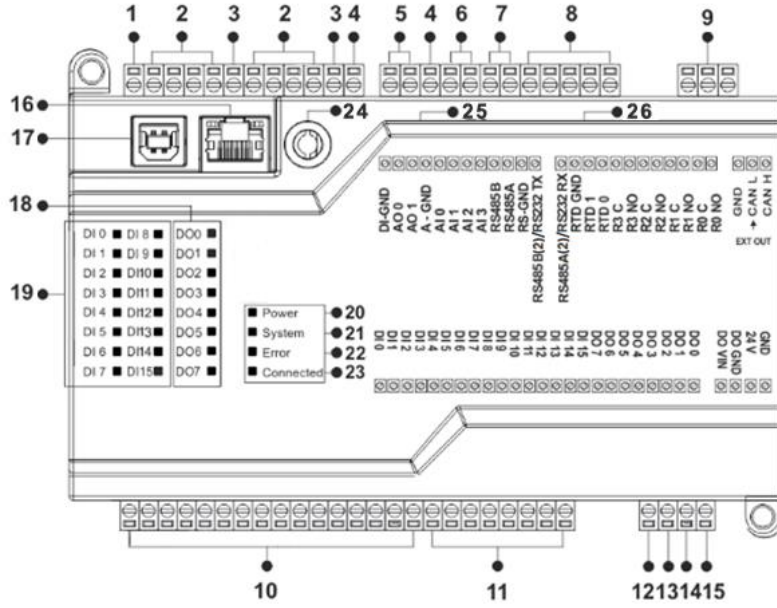 1 2 3 2 3 4 5 4 6 7 8 9
16
17
24 25 26
18
19
DI 0 DI 8 DO0
DI 1 DI 9 DO1
DI 2 DI10 DO2
DI 3 DI11 DO3
DI 4 DI12 DO4
DI 5 DI13 DO5
DI 6 DI14 DO6
DI 7 DI15 DO7
Power 20
System 21
Error 22
Connected 23
DI-GND
AO 0
AO 1
A - GND
AI 0
AI 1
AI 2
AI 3
RS485B
RS485A
RS-GND
RS485B(2)/RS232 TX
RS485A(2)/RS232 RX
RTD GND
RTD 1
RTD 0
R3 C
R3 NO
R2 C
R2 NO
R1 C
R1 NO
R0 C
R0 NO
GND
CAN L
CAN H
EXT OUT
DI 0
DI 1
DI 2
DI 3
DI 4
DI 5
DI 6
DI 7
DI 8
DI 9
DI 10
DI 11
DI 12
DI 13
DI 14
DI 15
DO 7
DO 6
DO 5
DO 4
DO 3
DO 2
DO 1
DO 0
DO VIN
DO GND
24 V
GND
10 11 12 13 14 15